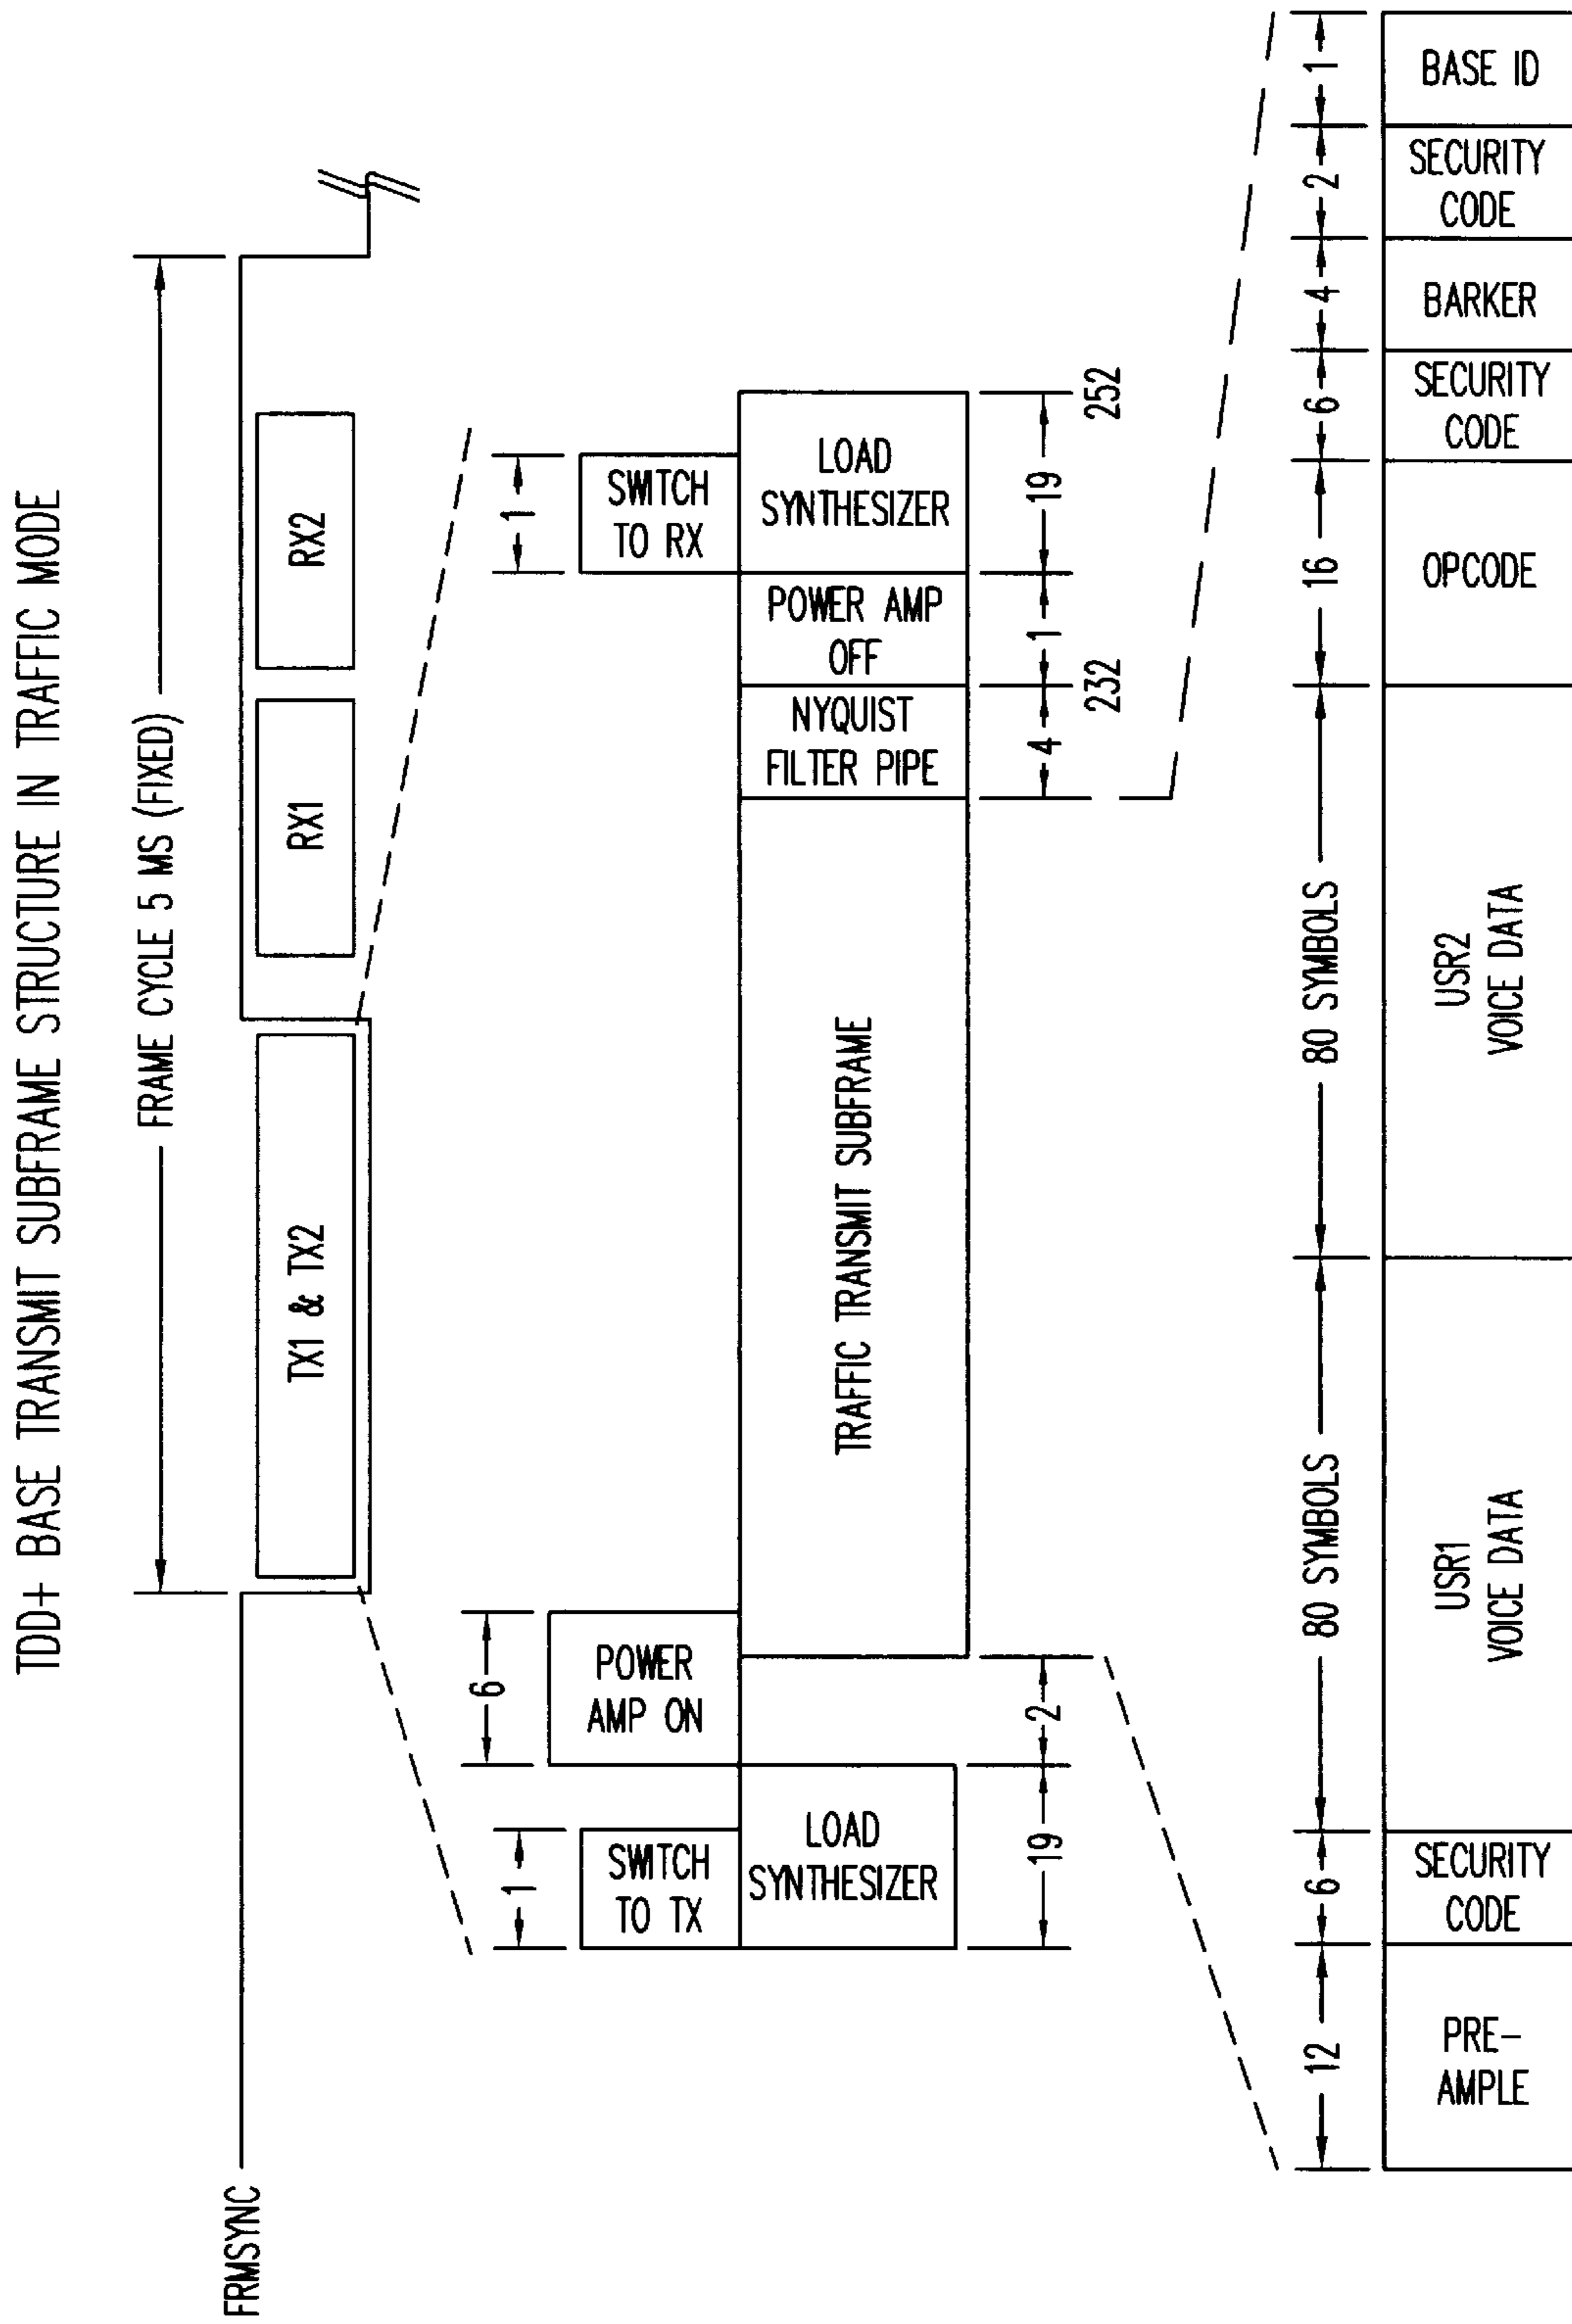 TDD+ BASE TRANSMIT SUBFRAME STRUCTURE IN TRAFFIC MODE
FRAME CYCLE 5 MS (FIXED)
FRMSYNC
TX1 & TX2
RX1
RX2
1
6
1
SWITCH
TO TX
POWER
AMP ON
SWITCH
TO RX
LOAD
SYNTHESIZER
TRAFFIC TRANSMIT SUBFRAME
NYQUIST
FILTER PIPE
POWER AMP
OFF
LOAD
SYNTHESIZER
19
2
4
1
19
232
252
12
6
80 SYMBOLS
80 SYMBOLS
16
6
4
2
1
PRE-
AMPLE
SECURITY
CODE
USR1
VOICE DATA
USR2
VOICE DATA
OPCODE
SECURITY
CODE
BARKER
SECURITY
CODE
BASE ID